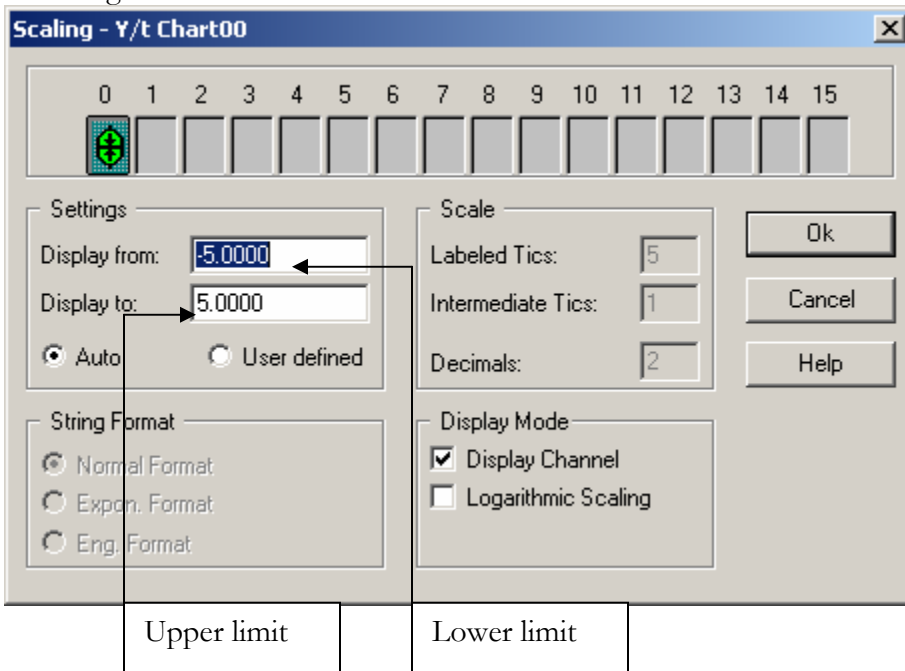 Scaling - Y/t Chart00
0 1 2 3 4 5 6 7 8 9 10 11 12 13 14 15
Settings
Display from: -5.0000
Display to: 5.0000
Auto User defined
Scale
Labeled Tics: 5
Intermediate Tics: 1
Decimals: 2
Ok
Cancel
Help
String Format
Normal Format
Expon. Format
Eng. Format
Display Mode
Display Channel
Logarithmic Scaling
Upper limit
Lower limit